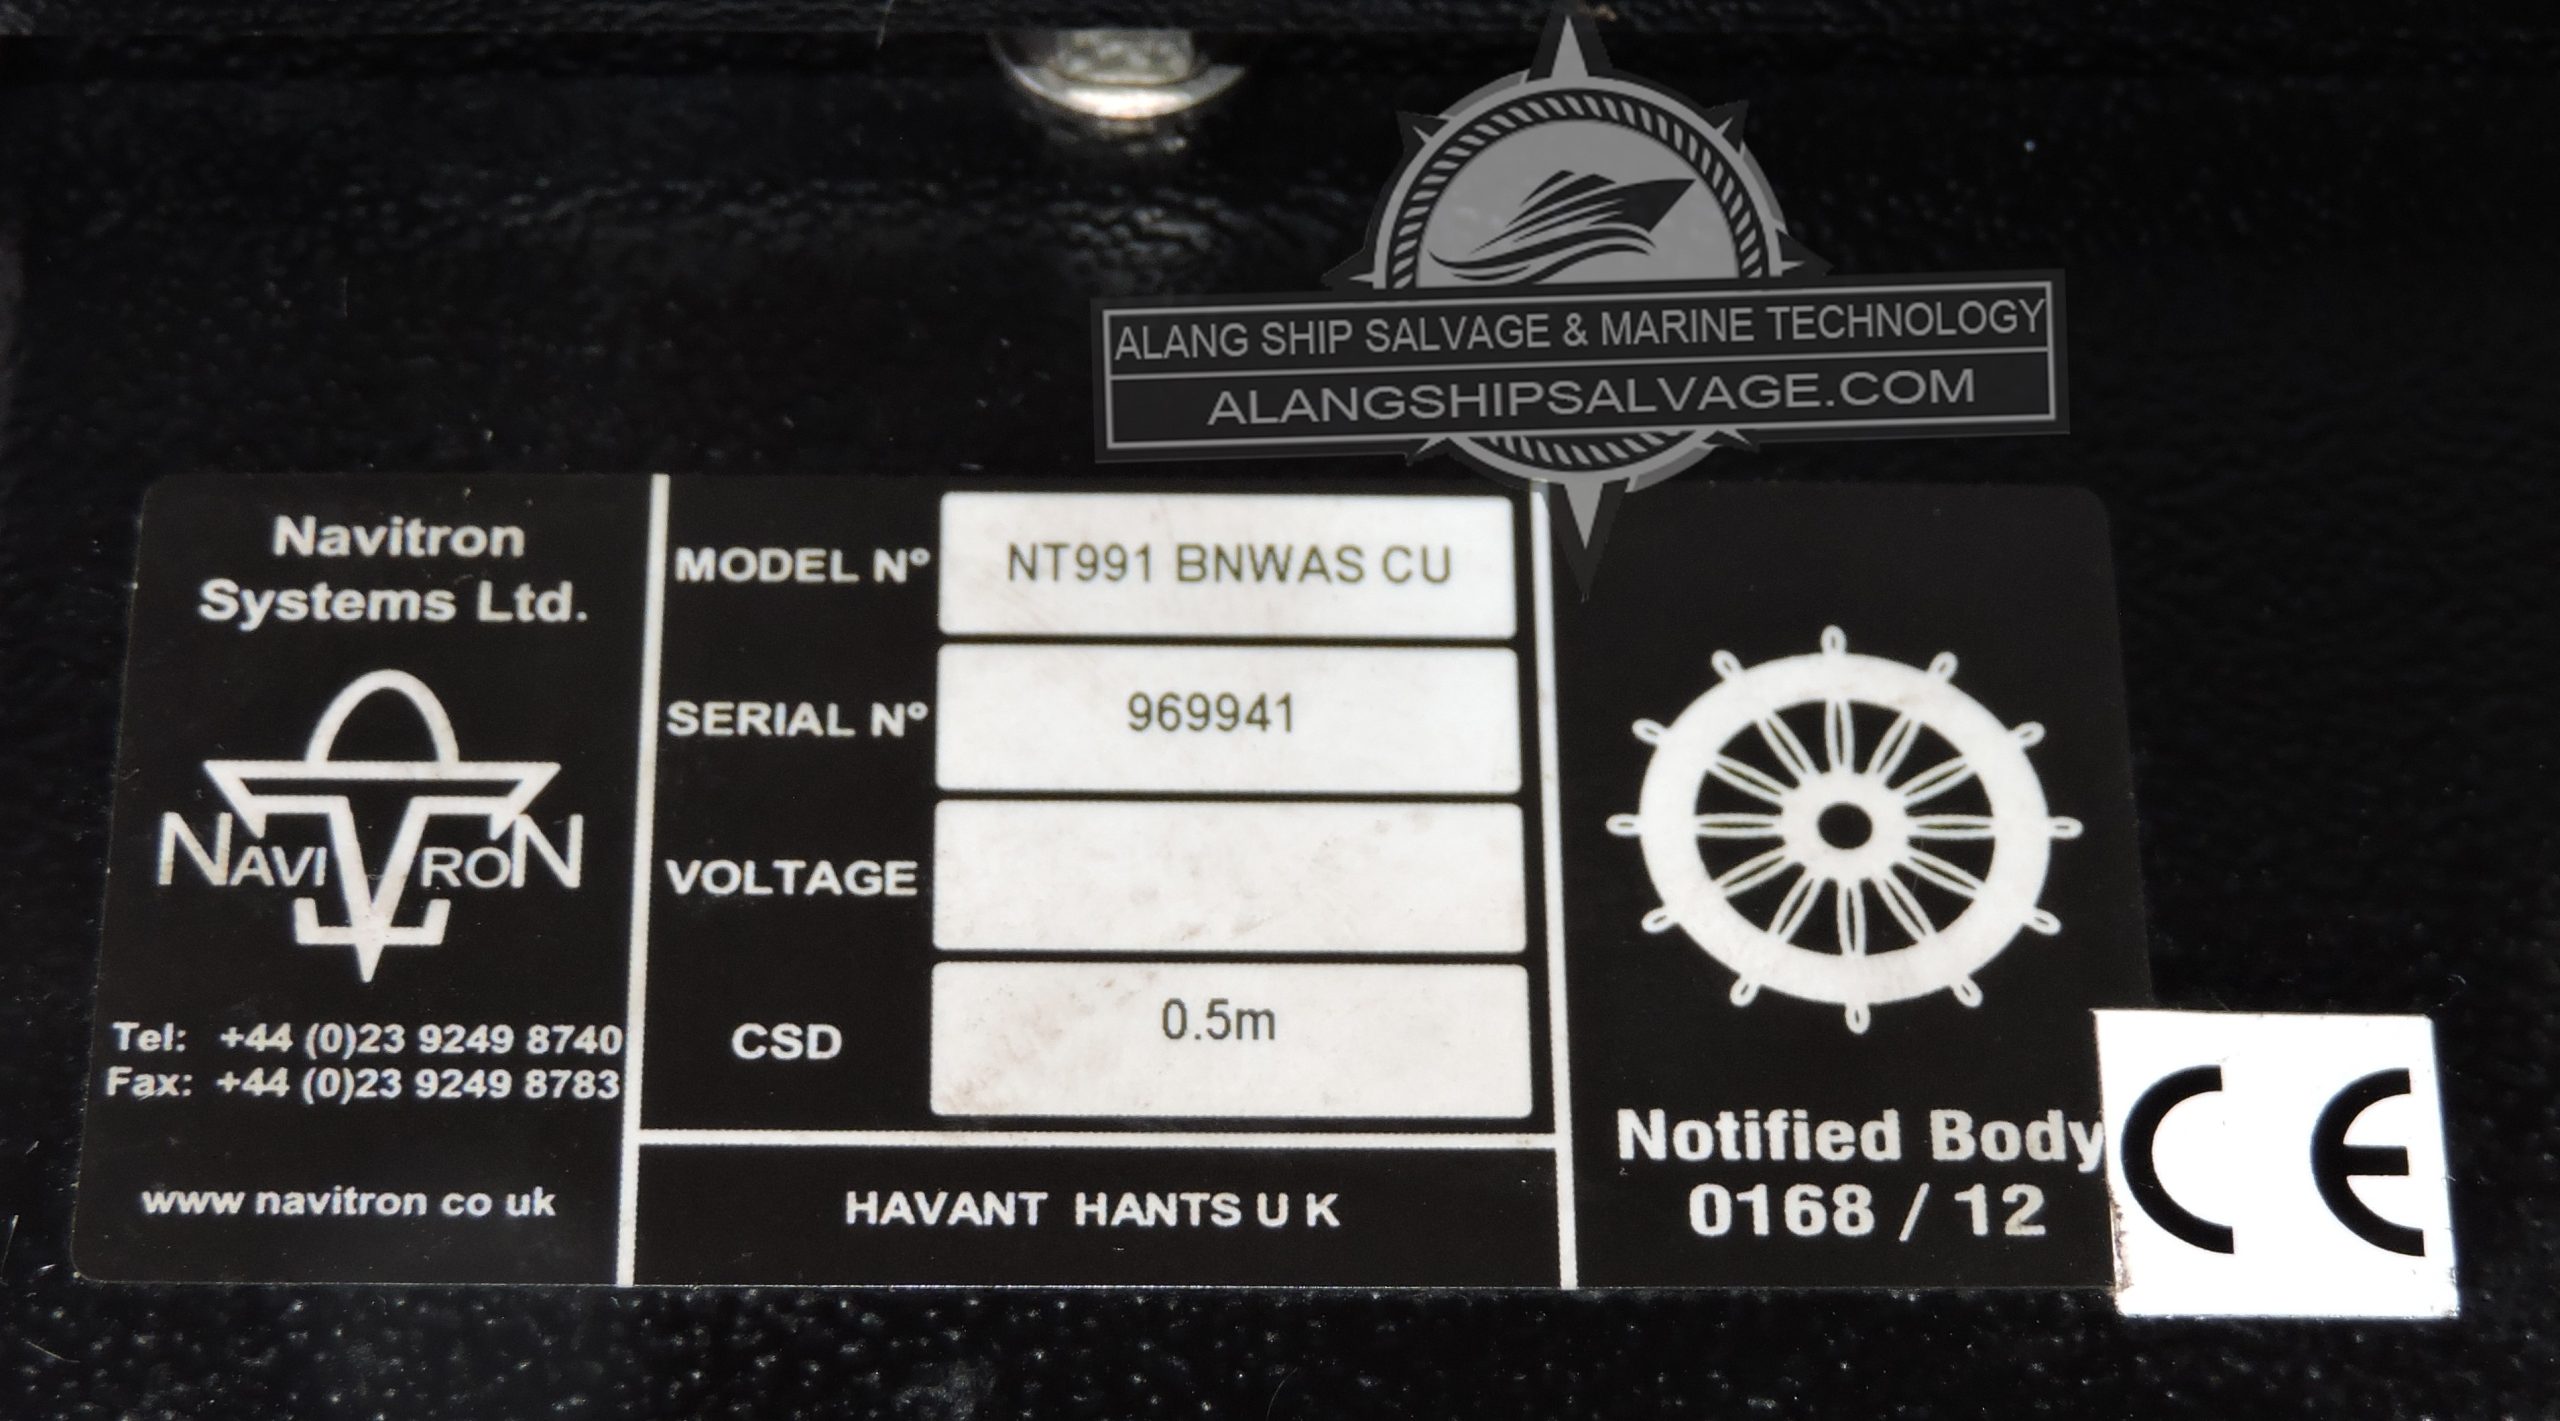 ALANG SHIP SALVAGE & MARINE TECHNOLOGY
ALANGSHIPSALVAGE.COM
Navitron
Systems Ltd.
NAVITRON
Tel: +44 (0)23 9249 8740
Fax: +44 (0)23 9249 8783
www navitron co uk
MODEL Nº NT991 BNWAS CU
SERIAL Nº 969941
VOLTAGE
CSD 0.5m
HAVANT HANTS U K
Notified Body
0168 / 12
CE